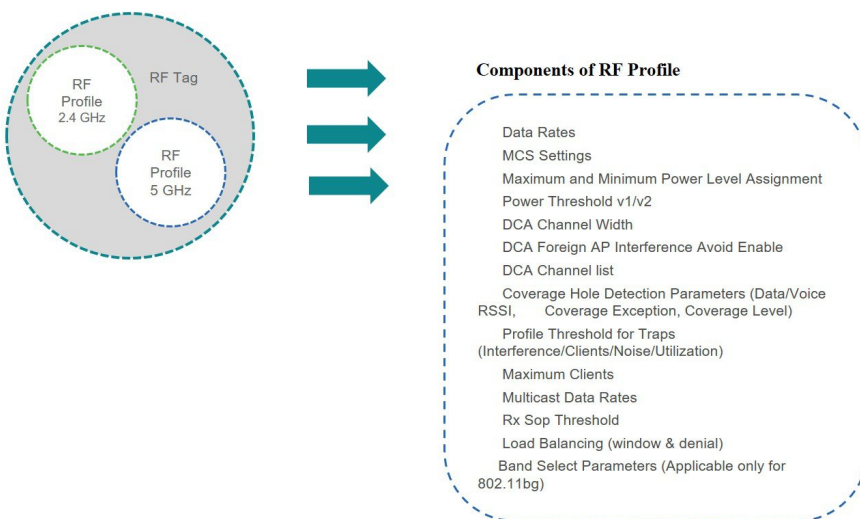 RF Tag
RF
Profile
2.4 GHz
RF
Profile
5 GHz
Components of RF Profile
Data Rates
MCS Settings
Maximum and Minimum Power Level Assignment
Power Threshold v1/v2
DCA Channel Width
DCA Foreign AP Interference Avoid Enable
DCA Channel list
Coverage Hole Detection Parameters (Data/Voice
RSSI, Coverage Exception, Coverage Level)
Profile Threshold for Traps
(Interference/Clients/Noise/Utilization)
Maximum Clients
Multicast Data Rates
Rx Sop Threshold
Load Balancing (window & denial)
Band Select Parameters (Applicable only for
802.11bg)